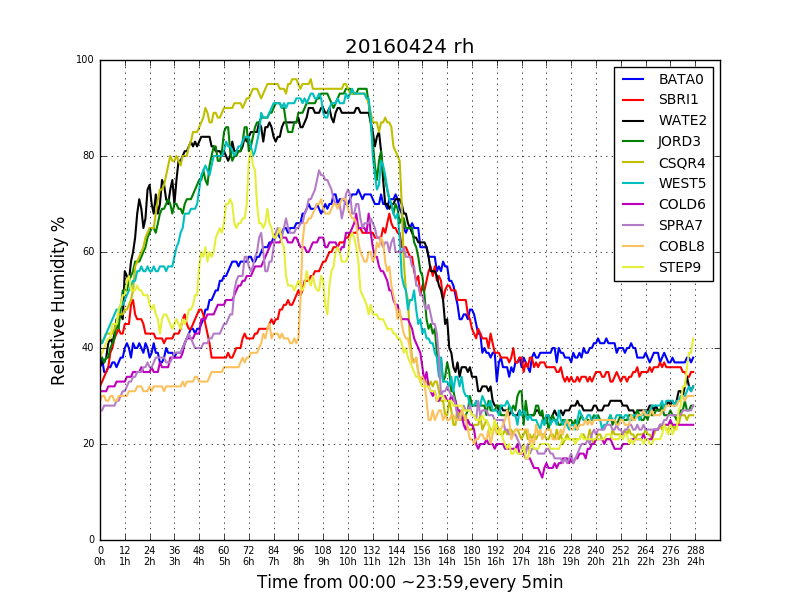 20160424 rh
100
80
60
40
20
0
Relative Humidity %
BATA0
SBRI1
WATE2
JORD3
CSQR4
WEST5
COLD6
SPRA7
COBL8
STEP9
0 12 24 36 48 60 72 84 96 108 120 132 144 156 168 180 192 204 216 228 240 252 264 276 288
0h 1h 2h 3h 4h 5h 6h 7h 8h 9h 10h 11h 12h 13h 14h 15h 16h 17h 18h 19h 20h 21h 22h 23h 24h
Time from 00:00 ~23:59,every 5min